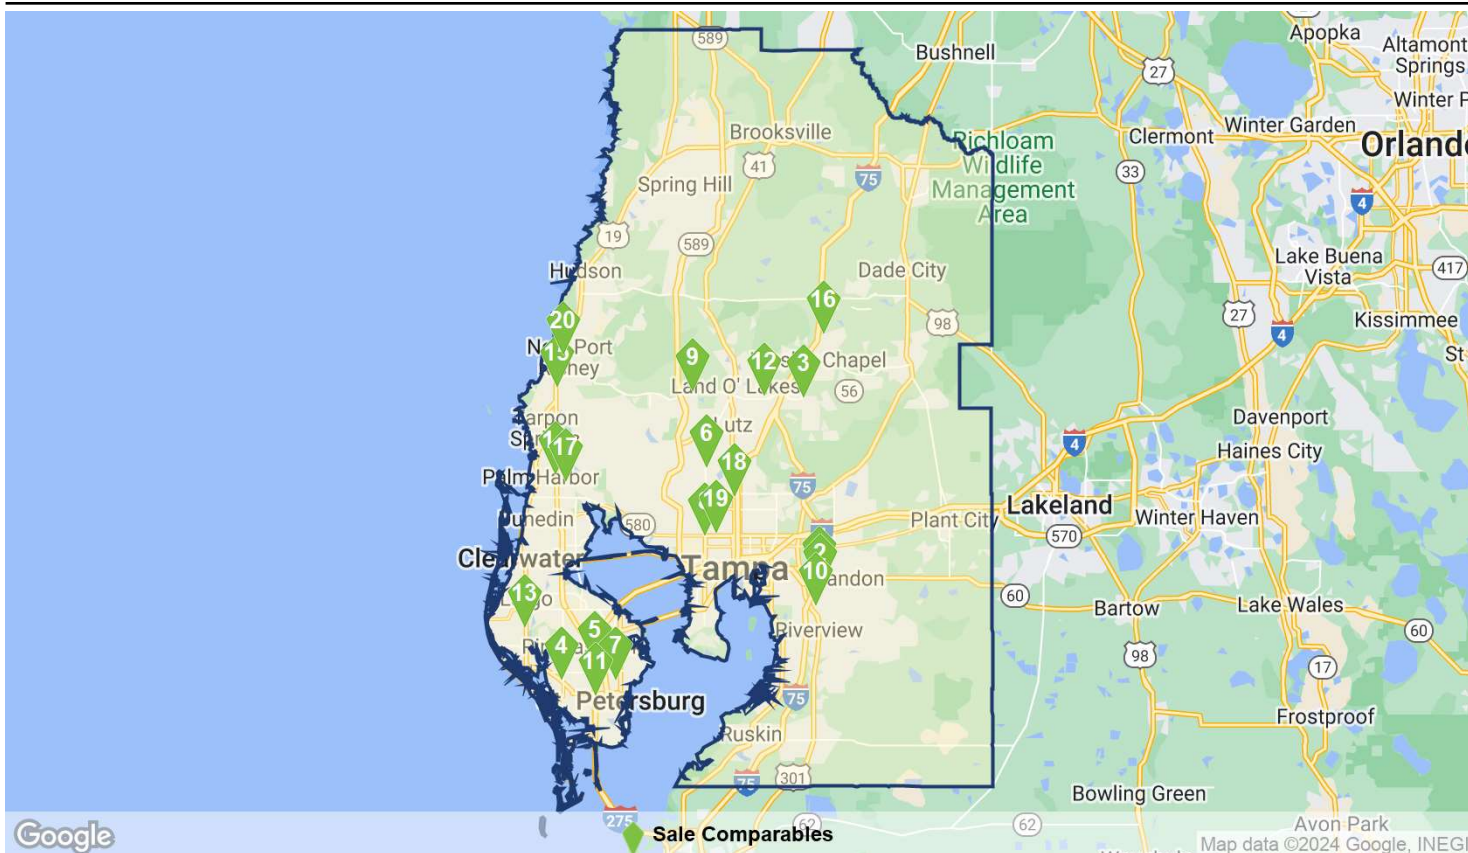 589
Bushnell
Apopka
Altamont
Springs
27
Winter P
Brooksville
Richloam
Wildlife
Management
Area
Clermont
Winter Garden
Orlando
41
75
33
4
Spring Hill
19
589
Hudson
Dade City
Lake Buena
Vista
417
16
20
98
27
Kissimmee
4
St
9
12
3
Chapel
Land O' Lakes
56
Davenport
Lutz
6
4
Haines City
17
Palm Harbor
18
75
Lakeland
19
Dunedin
580
Plant City
Winter Haven
570
Clearwater
Tampa
2
10
60
Bartow
Lake Wales
13
60
Riverview
5
4
7
11
98
17
Petersburg
75
Frostproof
Ruskin
75
301
Bowling Green
Google
275
Sale Comparables
62
62
Avon Park
Map data ©2024 Google, INEGI